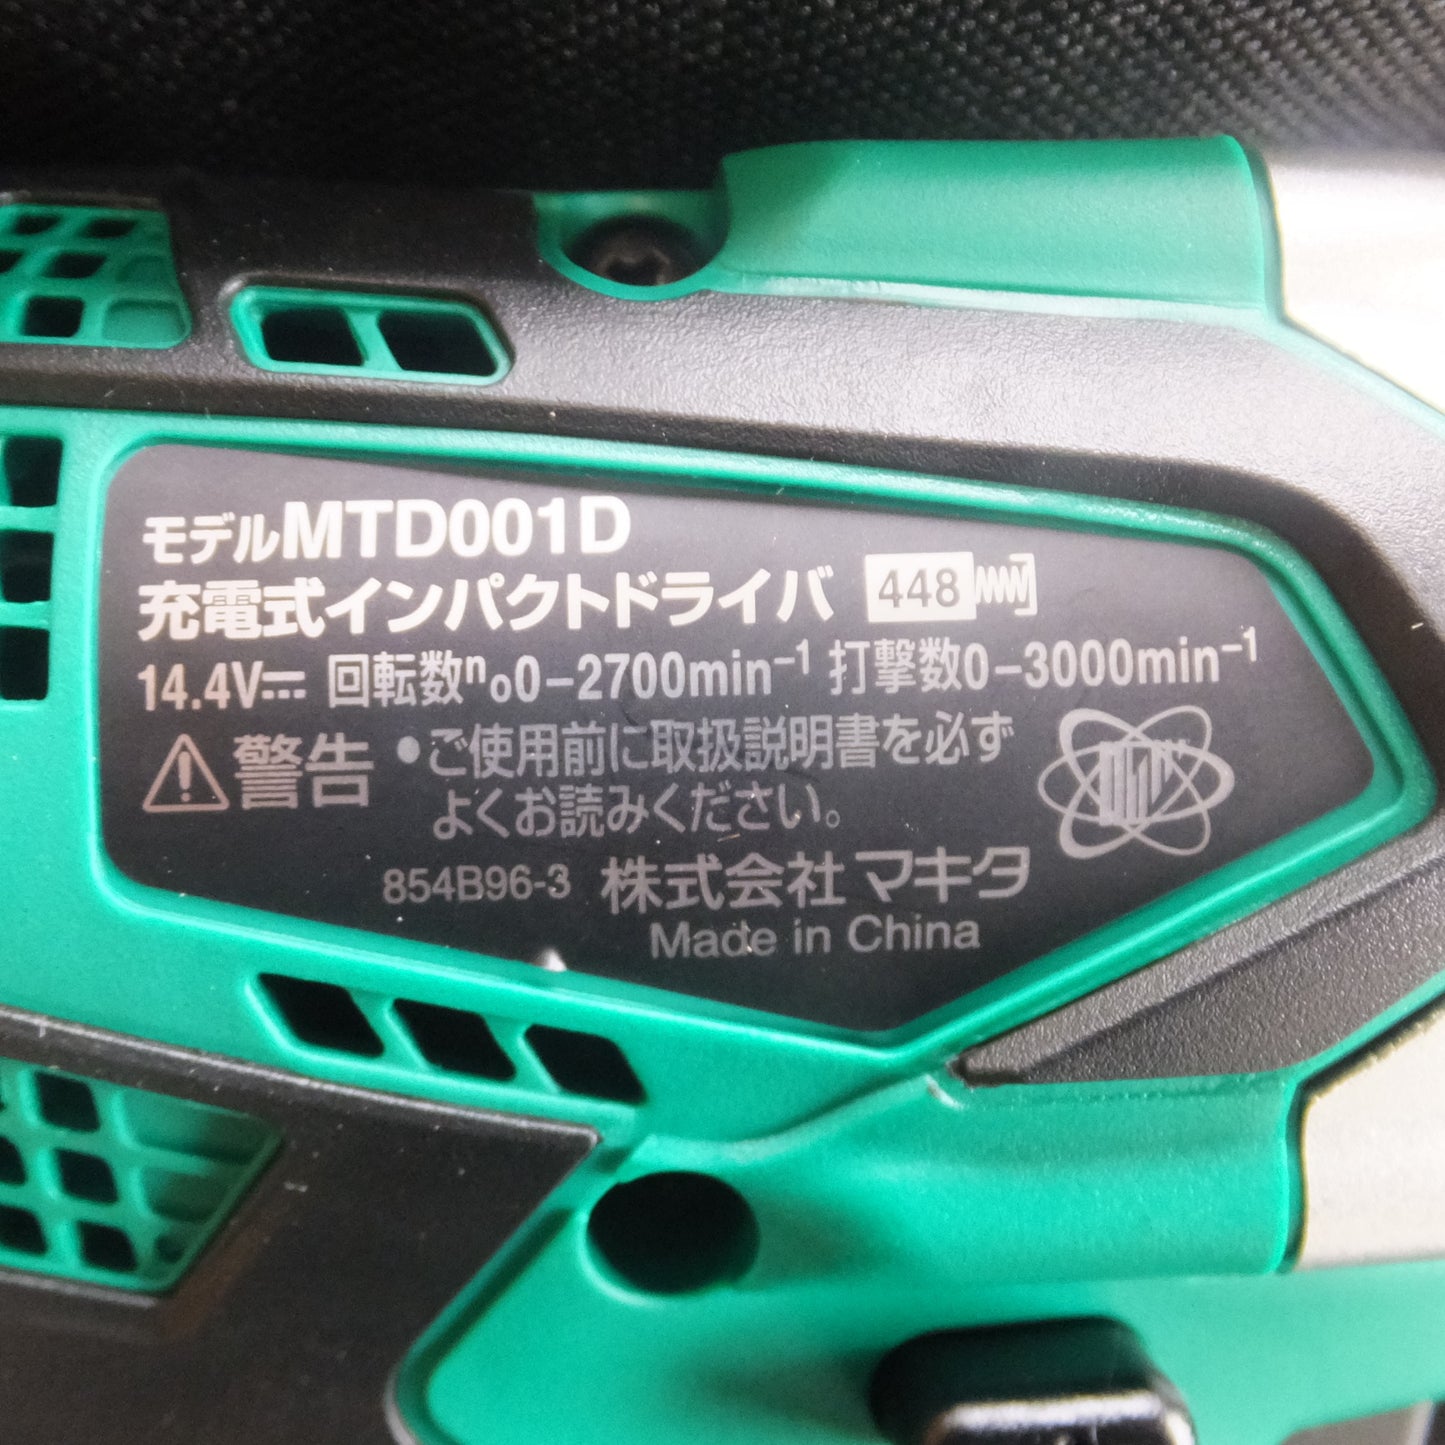 モデルMTD001D
充電式インパクトドライバ 448
14.4V⎓ 回転数n₀0-2700min⁻¹ 打撃数0-3000min⁻¹
警告 •ご使用前に取扱説明書を必ず
よくお読みください。
854B96-3 株式会社マキタ
Made in China